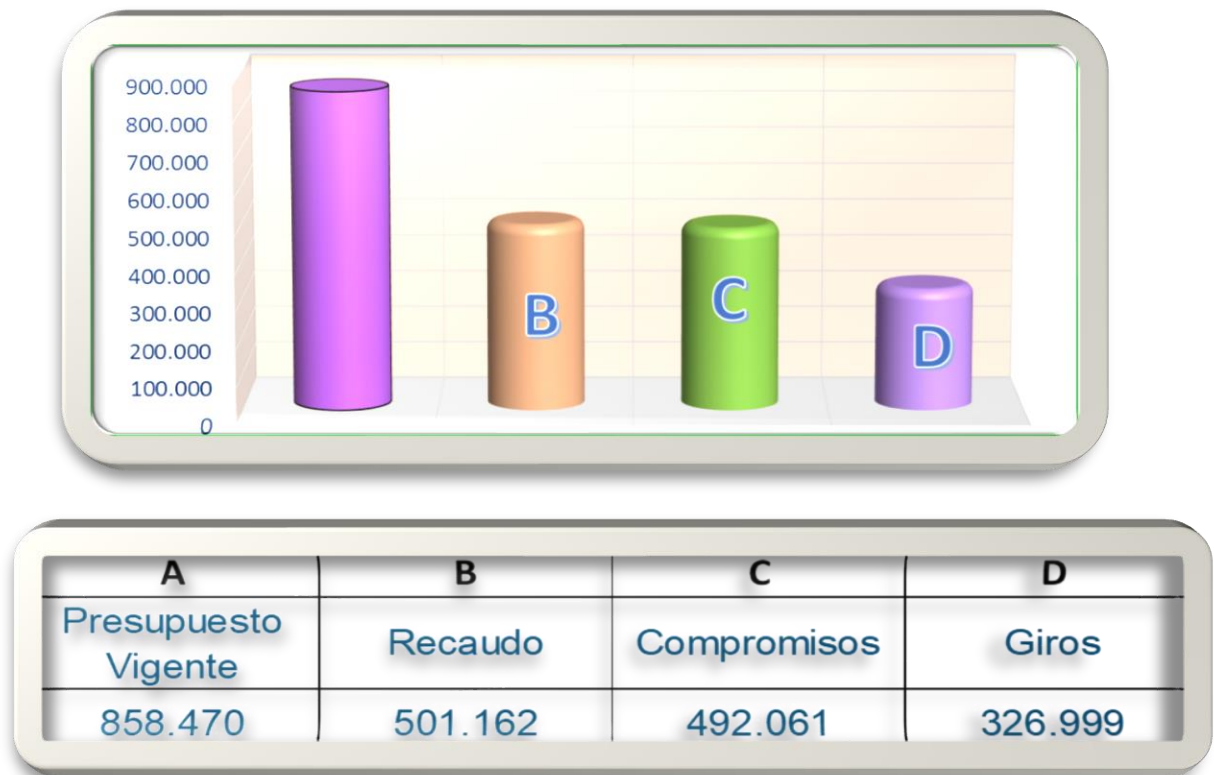 900.000
800.000
700.000
600.000
500.000
400.000
300.000
200.000
100.000
0
B
C
D
A B C D
Presupuesto Vigente Recaudo Compromisos Giros
858.470 501.162 492.061 326.999